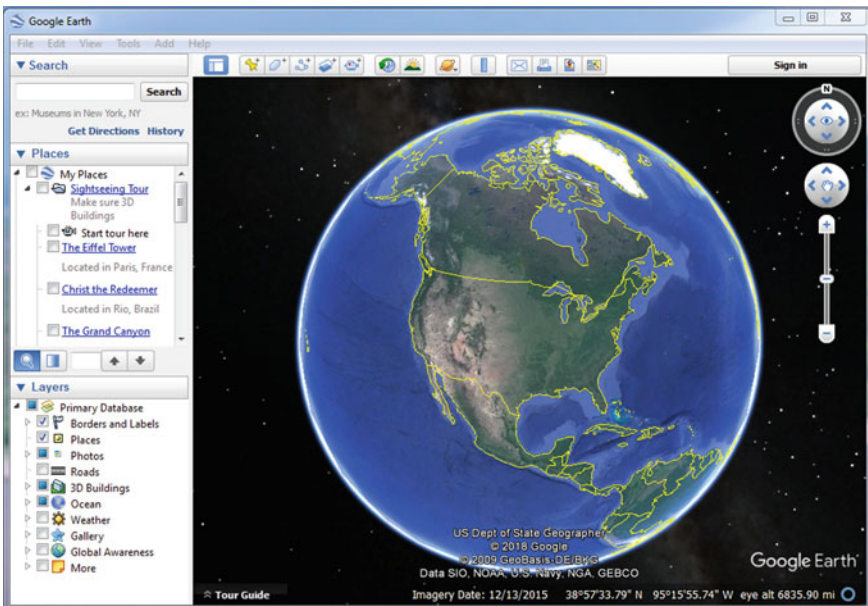 Google Earth
File Edit View Tools Add Help
Search
Search
ex: Museums in New York, NY
Get Directions History
Places
My Places
Sightseeing Tour
Make sure 3D
Buildings
Start tour here
The Eiffel Tower
Located in Paris, France
Christ the Redeemer
Located in Rio, Brazil
The Grand Canyon
Layers
Primary Database
Borders and Labels
Places
Photos
Roads
3D Buildings
Ocean
Weather
Gallery
Global Awareness
More
Sign in
N
US Dept of State Geographer
© 2018 Google
© 2009 GeoBasis-DE/BKG
Data SIO, NOAA, U.S. Navy, NGA, GEBCO
Google Earth
Tour Guide
Imagery Date: 12/13/2015 38°57'33.79" N 95°15'55.74" W eye alt 6835.90 mi